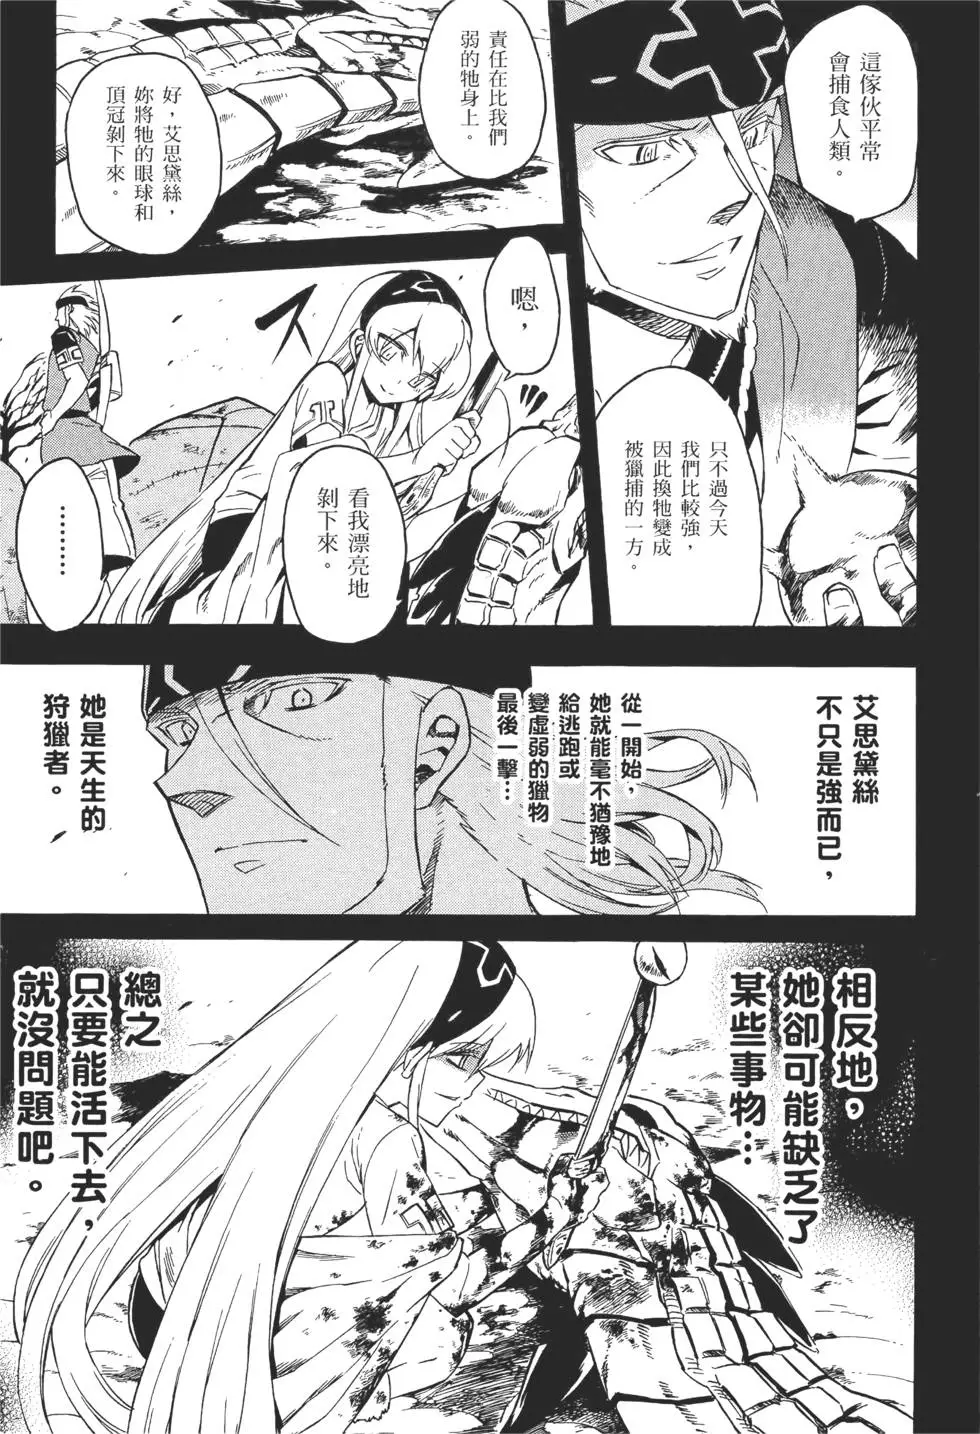 這傢伙平常
會捕食人類。
只不過今天
我們比較強，
因此換牠變成
被獵捕的一方。
責任在比我們
弱的牠身上。
好，艾思黛絲，
妳將牠的眼球和
頂冠剝下來。
嗯，
看我漂亮地
剝下來。
………
艾思黛絲
不只是強而已，
從一開始，
她就能毫不猶豫地
給逃跑或
變虛弱的獵物
最後一擊…
她是天生的
狩獵者。
相反地，
她卻可能缺乏了
某些事物…
總之
只要能活下去，
就沒問題吧。